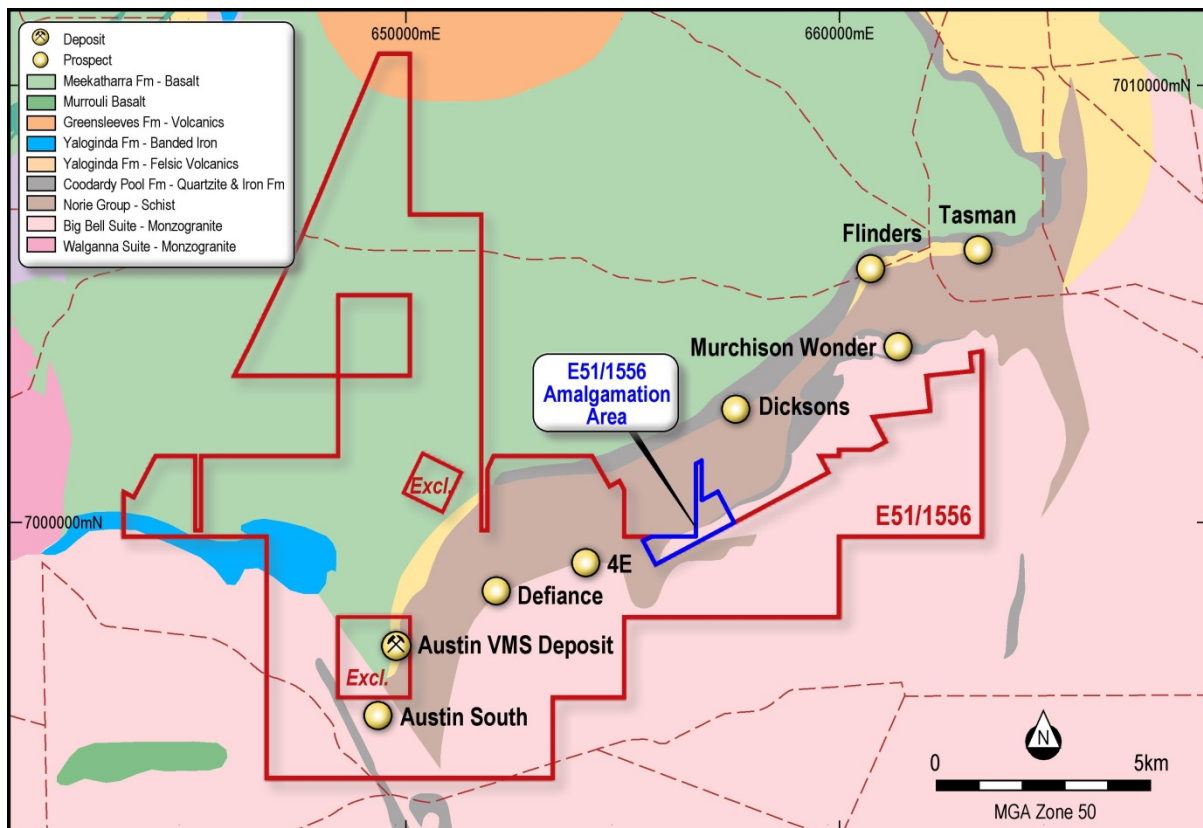 650000mE
660000mE
7010000mN
Deposit
Prospect
Meekatharra Fm - Basalt
Murrouli Basalt
Greensleeves Fm - Volcanics
Yaloginda Fm - Banded Iron
Yaloginda Fm - Felsic Volcanics
Coodardy Pool Fm - Quartzite & Iron Fm
Norie Group - Schist
Big Bell Suite - Monzogranite
Walganna Suite - Monzogranite
Tasman
Flinders
Murchison Wonder
E51/1556
Amalgamation
Area
Dicksons
Excl.
7000000mN
E51/1556
4E
Defiance
Austin VMS Deposit
Excl.
Austin South
N
0
5km
MGA Zone 50